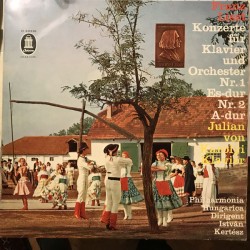 Franz
Liszt
Konzerte
für
Klavier
und
Orchester
Nr. 1
Es-dur
Nr. 2
A-dur
Julian
von
Philharmonia
Hungarica
Dirigent
István
Kertész